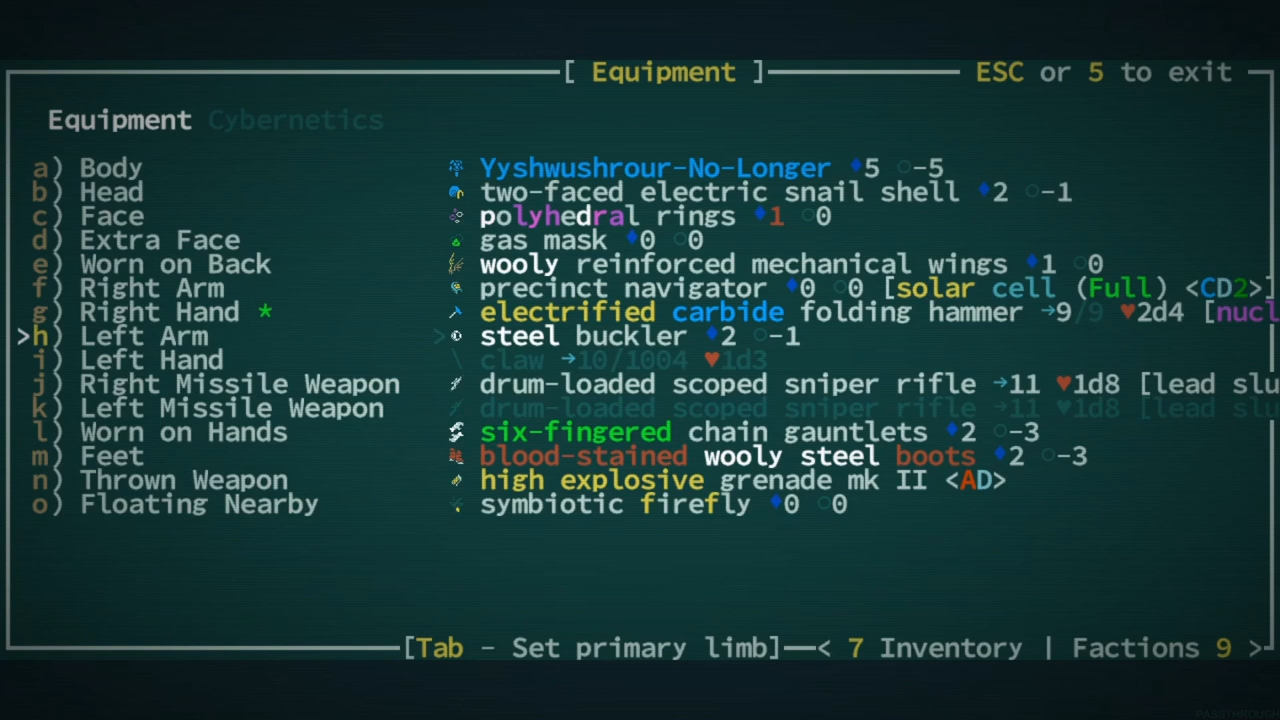 [ Equipment ] ESC or 5 to exit
Equipment Cybernetics
a) Body Yyshwushrour-No-Longer ♦5 ○-5
b) Head two-faced electric snail shell ♦2 ○-1
c) Face polyhedral rings ♦1 ○0
d) Extra Face gas mask ♦0 ○0
e) Worn on Back wooly reinforced mechanical wings ♦1 ○0
f) Right Arm precinct navigator ♦0 ○0 [solar cell (Full) <CD2>]
g) Right Hand * electrified carbide folding hammer →9/9 ♥2d4 [nucl
>h) Left Arm > steel buckler ♦2 ○-1
i) Left Hand \ claw →10/1004 ♥1d3
j) Right Missile Weapon drum-loaded scoped sniper rifle →11 ♥1d8 [lead slu
k) Left Missile Weapon drum-loaded scoped sniper rifle →11 ♥1d8 [lead slu
l) Worn on Hands six-fingered chain gauntlets ♦2 ○-3
m) Feet blood-stained wooly steel boots ♦2 ○-3
n) Thrown Weapon high explosive grenade mk II <AD>
o) Floating Nearby symbiotic firefly ♦0 ○0
[Tab - Set primary limb] < 7 Inventory | Factions 9 >